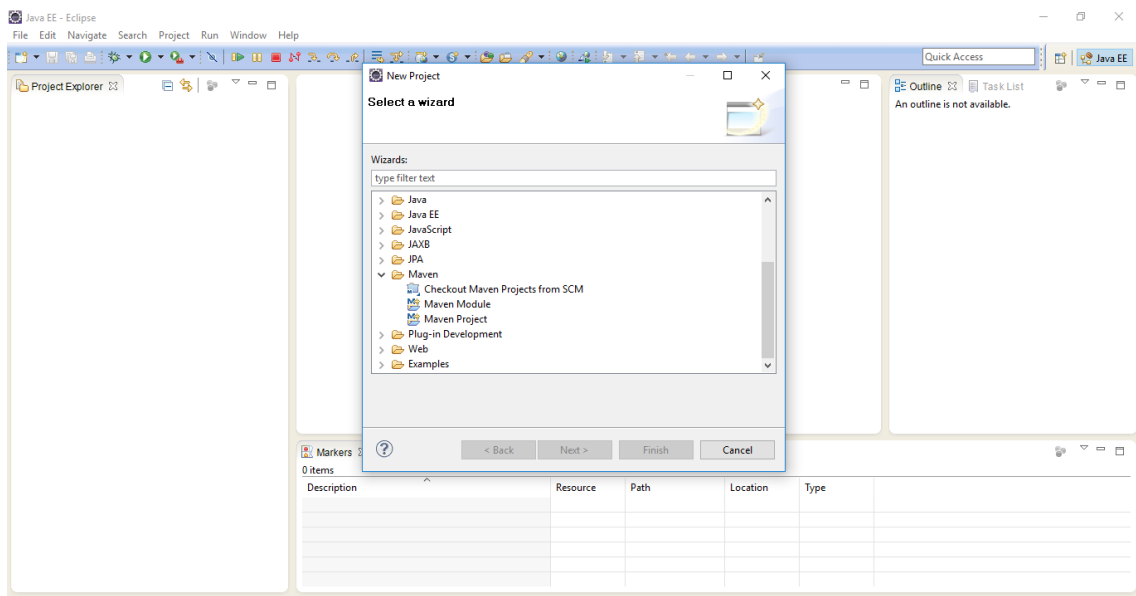 Java EE - Eclipse
File Edit Navigate Search Project Run Window Help
Quick Access
Java EE
Project Explorer
New Project
Select a wizard
Wizards:
type filter text
Java
Java EE
JavaScript
JAXB
JPA
Maven
Checkout Maven Projects from SCM
Maven Module
Maven Project
Plug-in Development
Web
Examples
< Back Next > Finish Cancel
Outline Task List
An outline is not available.
Markers
0 items
Description Resource Path Location Type